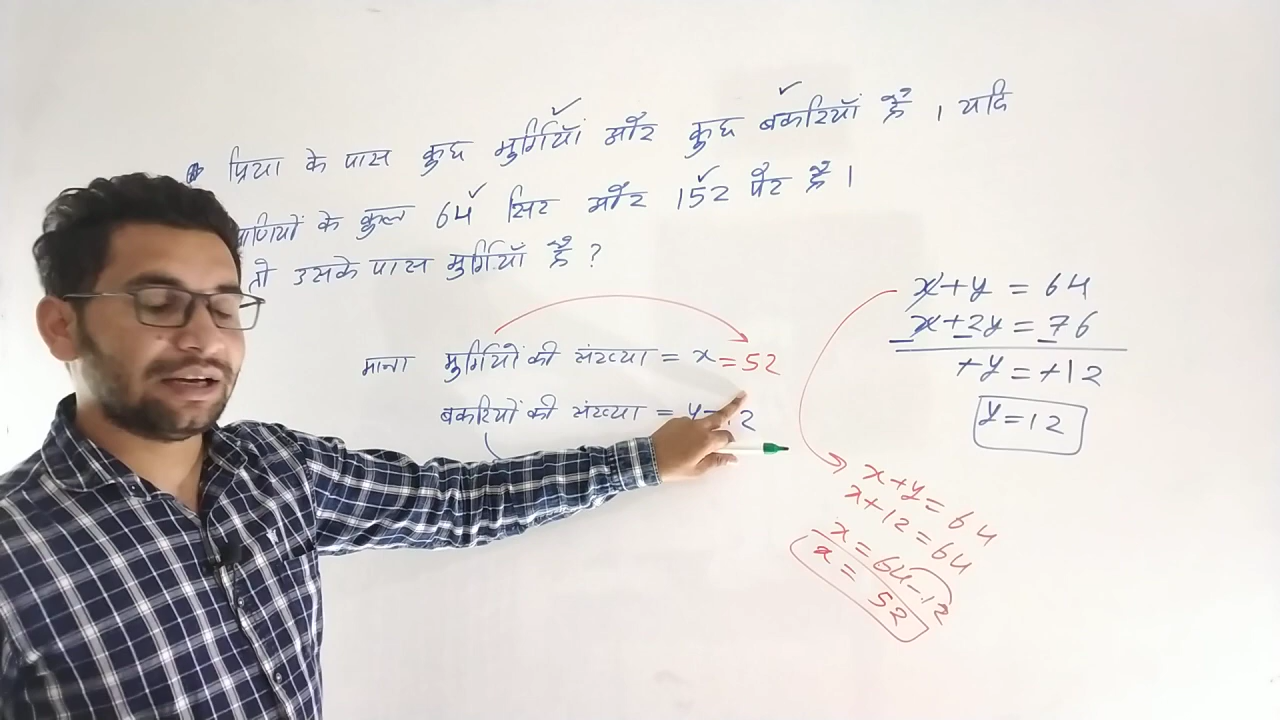 प्रिया के पास कुछ मुर्गियाँ और कुछ बकरियाँ हैं । यदि
के कुल 64 सिर और 152 पैर हैं ।
तो उसके पास मुर्गियाँ हैं ?
माना मुर्गियों की संख्या = x = 52
बकरियों की संख्या = y
x + y = 64
x + 2y = 76
+y = +12
y = 12
x + y = 64
x + 12 = 64
x = 64 - 12
x = 52